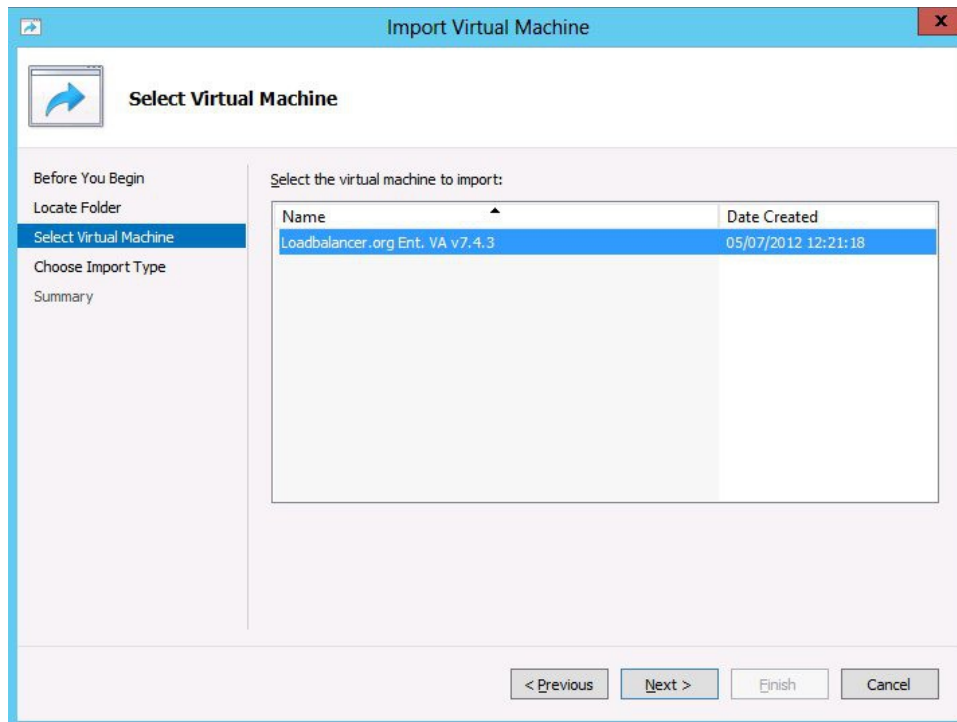 Import Virtual Machine
x
Select Virtual Machine
Before You Begin
Locate Folder
Select Virtual Machine
Choose Import Type
Summary
Select the virtual machine to import:
Name Date Created
Loadbalancer.org Ent. VA v7.4.3 05/07/2012 12:21:18
< Previous Next > Finish Cancel